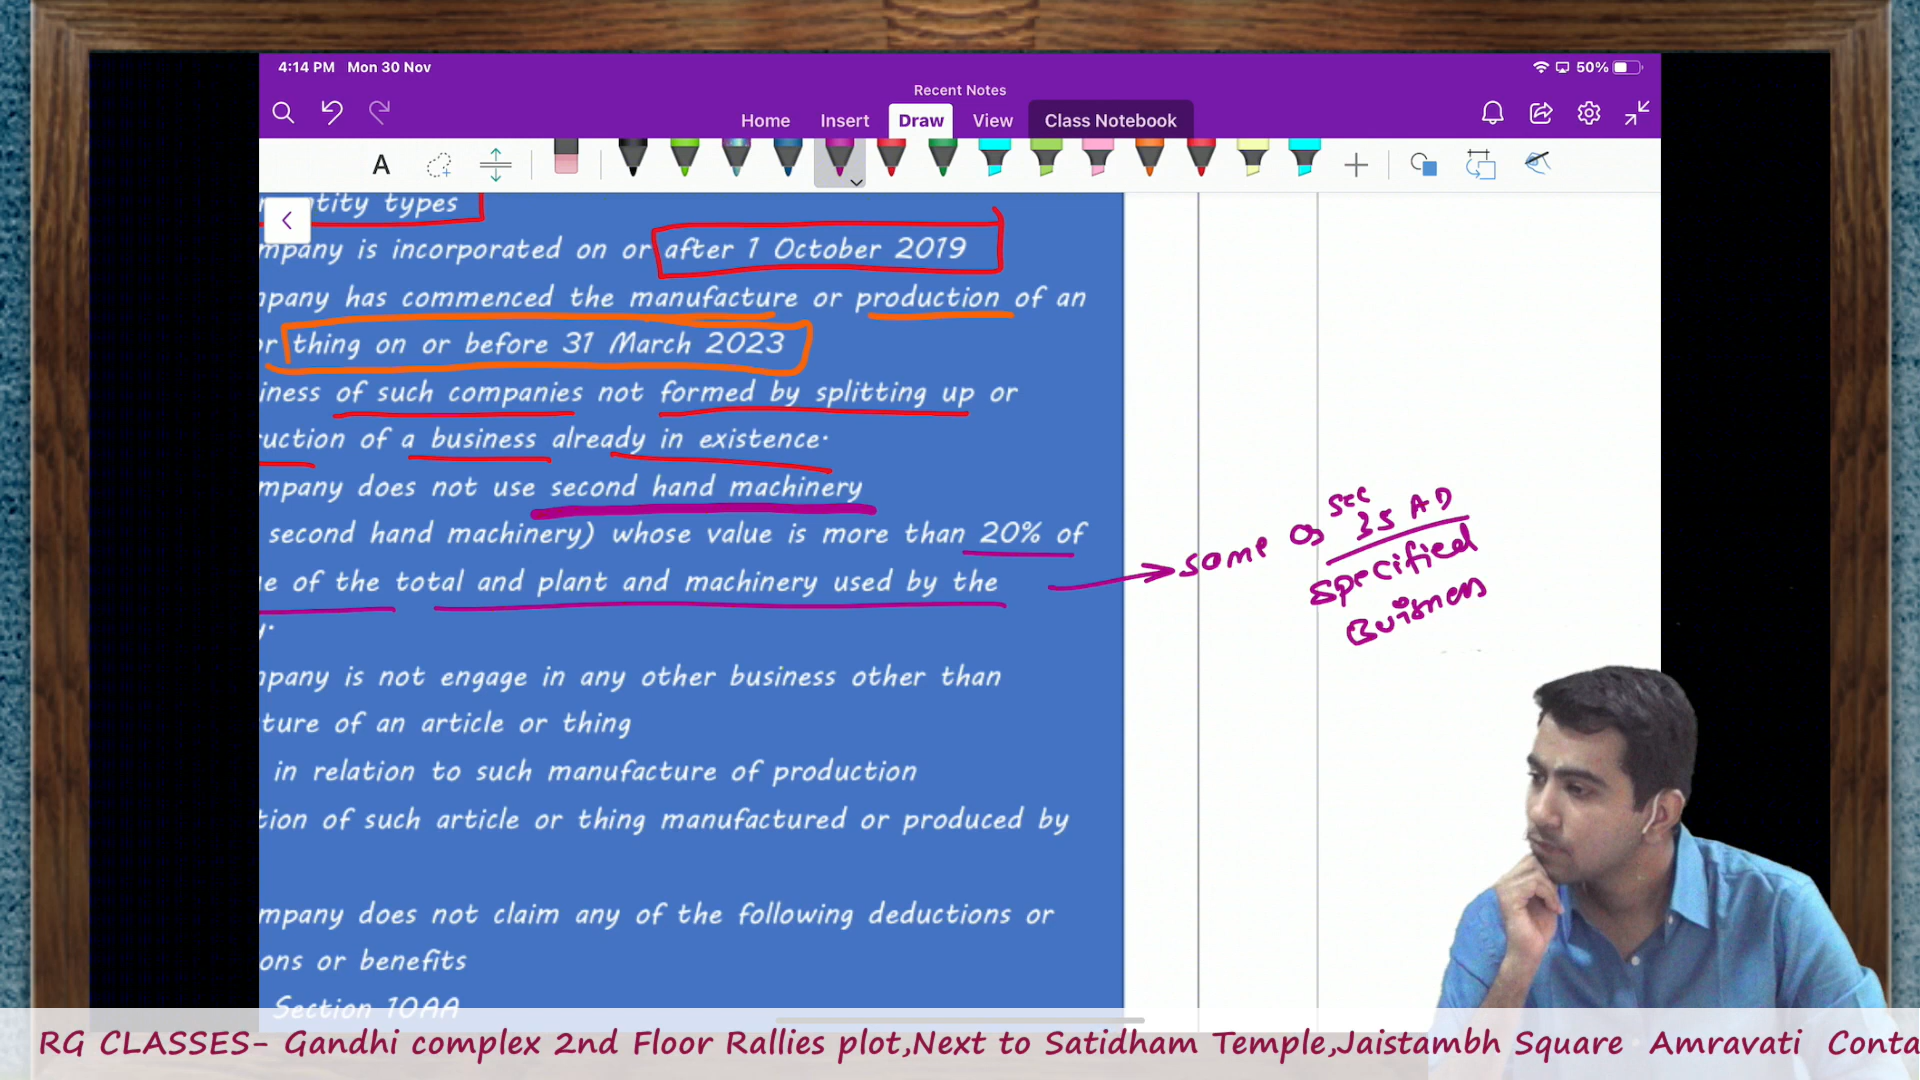 4:14 PM Mon 30 Nov
50%
Recent Notes
Home Insert Draw View Class Notebook
A
ntity types
mpany is incorporated on or after 1 October 2019
pany has commenced the manufacture or production of an
or thing on or before 31 March 2023
iness of such companies not formed by splitting up or
uction of a business already in existence.
mpany does not use second hand machinery
second hand machinery) whose value is more than 20% of
e of the total and plant and machinery used by the
y.
pany is not engage in any other business other than
ture of an article or thing
in relation to such manufacture of production
tion of such article or thing manufactured or produced by
mpany does not claim any of the following deductions or
ons or benefits
Section 10AA
same as Sec 35 AD
Specified
Buisness
RG CLASSES- Gandhi complex 2nd Floor Rallies plot,Next to Satidham Temple,Jaistambh Square Amravati Conta